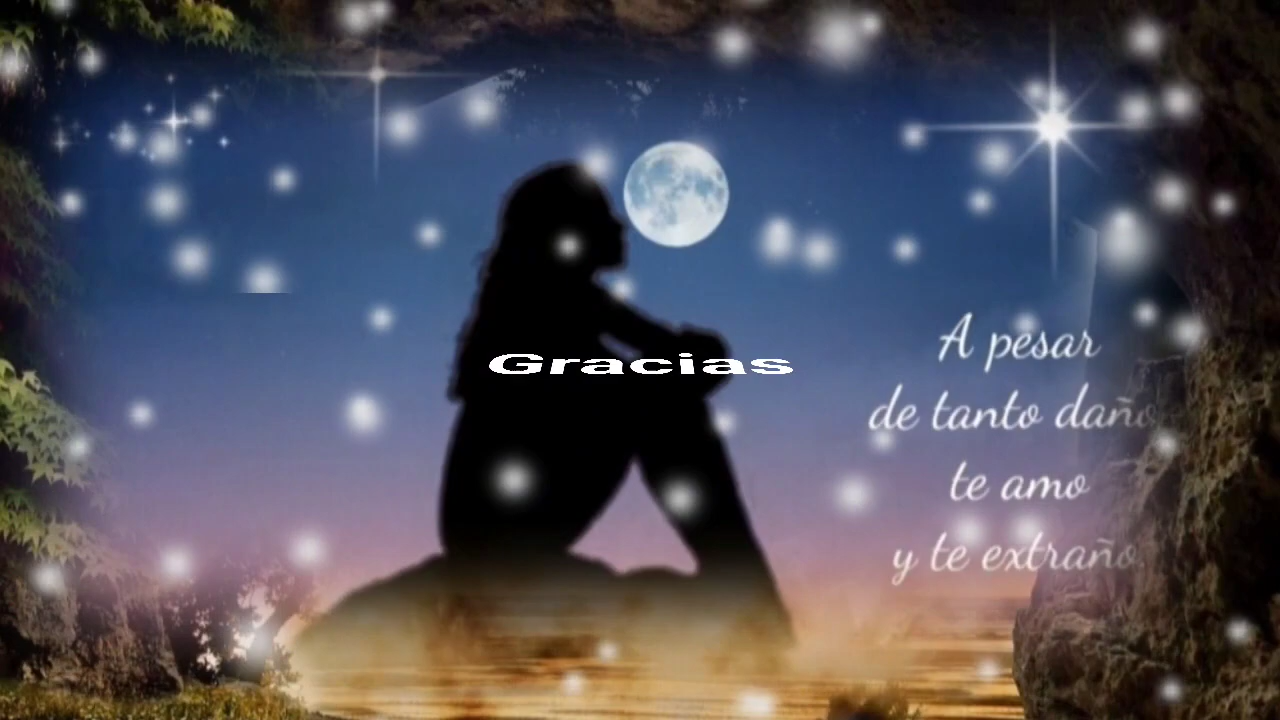 Gracias
A pesar
de tanto daño
te amo
y te extraño